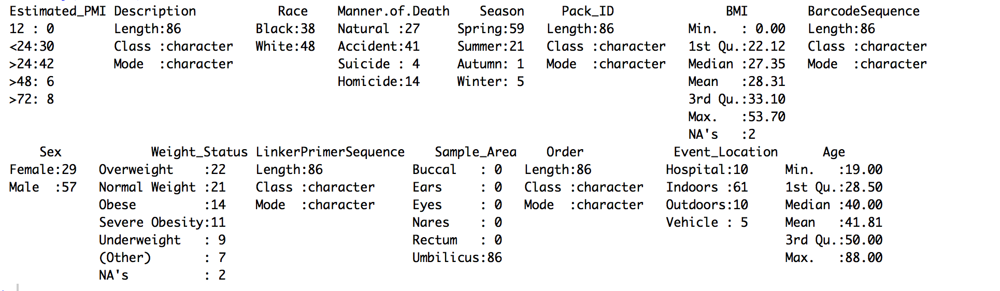 Estimated_PMI Description        Race    Manner.of.Death    Season     Pack_ID               BMI        BarcodeSequence
12 : 0        Length:86          Black:38   Natural :27     Spring:59   Length:86          Min.   : 0.00   Length:86
<24:30        Class :character   White:48   Accident:41     Summer:21   Class :character   1st Qu.:22.12   Class :character
>24:42        Mode  :character              Suicide : 4     Autumn: 1   Mode  :character   Median :27.35   Mode  :character
>48: 6                                      Homicide:14     Winter: 5                      Mean   :28.31
>72: 8                                                                                     3rd Qu.:33.10
                                                                                           Max.   :53.70
                                                                                           NA's   :2
    Sex            Weight_Status LinkerPrimerSequence    Sample_Area    Order            Event_Location      Age
Female:29   Overweight    :22   Length:86            Buccal   : 0   Length:86          Hospital:10     Min.   :19.00
Male  :57   Normal Weight :21   Class :character     Ears     : 0   Class :character   Indoors :61     1st Qu.:28.50
            Obese         :14   Mode  :character     Eyes     : 0   Mode  :character   Outdoors:10     Median :40.00
            Severe Obesity:11                        Nares    : 0                      Vehicle : 5     Mean   :41.81
            Underweight   : 9                        Rectum   : 0                                      3rd Qu.:50.00
            (Other)       : 7                        Umbilicus:86                                      Max.   :88.00
            NA's          : 2